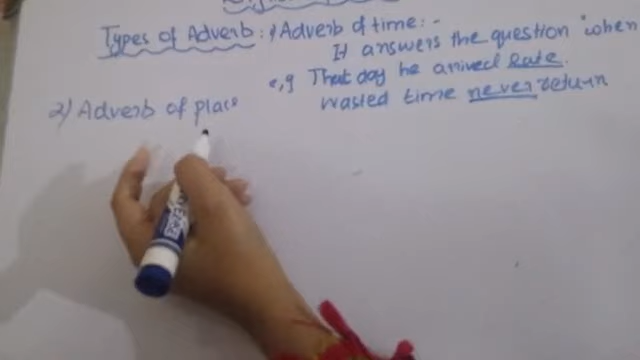 Types of Adverb : 1) Adverb of time : -
It answers the question "when
e,g That day he arrived late.
wasted time never return
2) Adverb of place